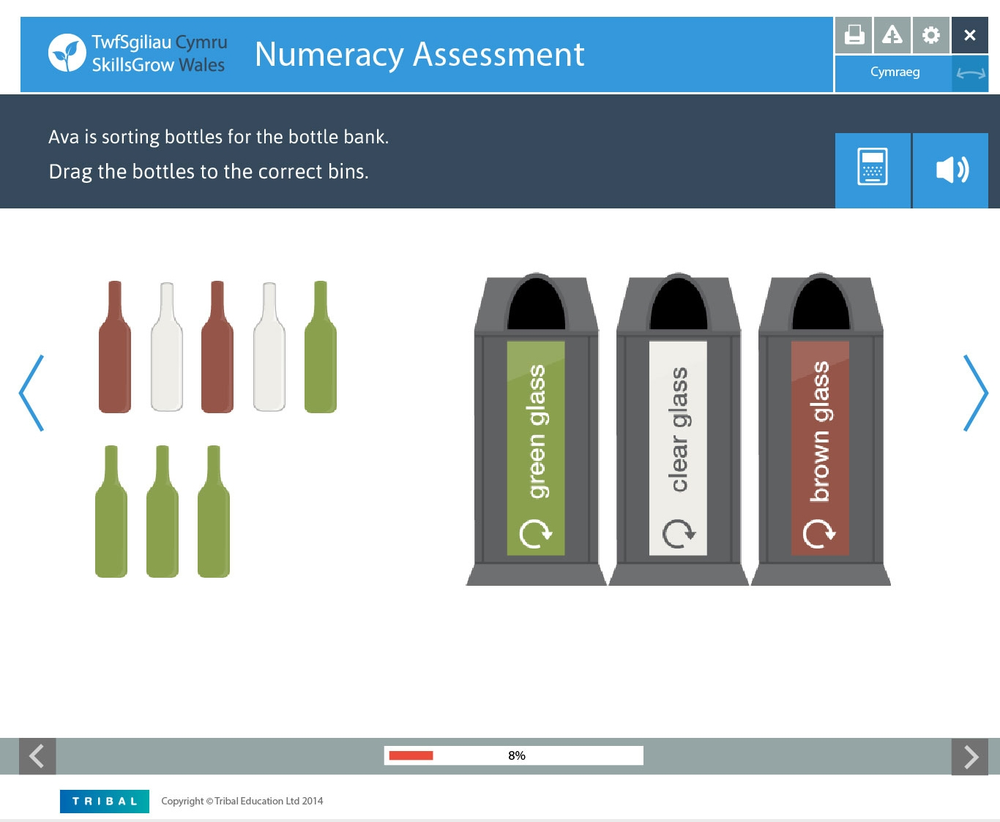 TwfSgiliau Cymru
SkillsGrow Wales
Numeracy Assessment
Cymraeg
Ava is sorting bottles for the bottle bank.
Drag the bottles to the correct bins.
green glass
clear glass
brown glass
8%
TRIBAL
Copyright © Tribal Education Ltd 2014